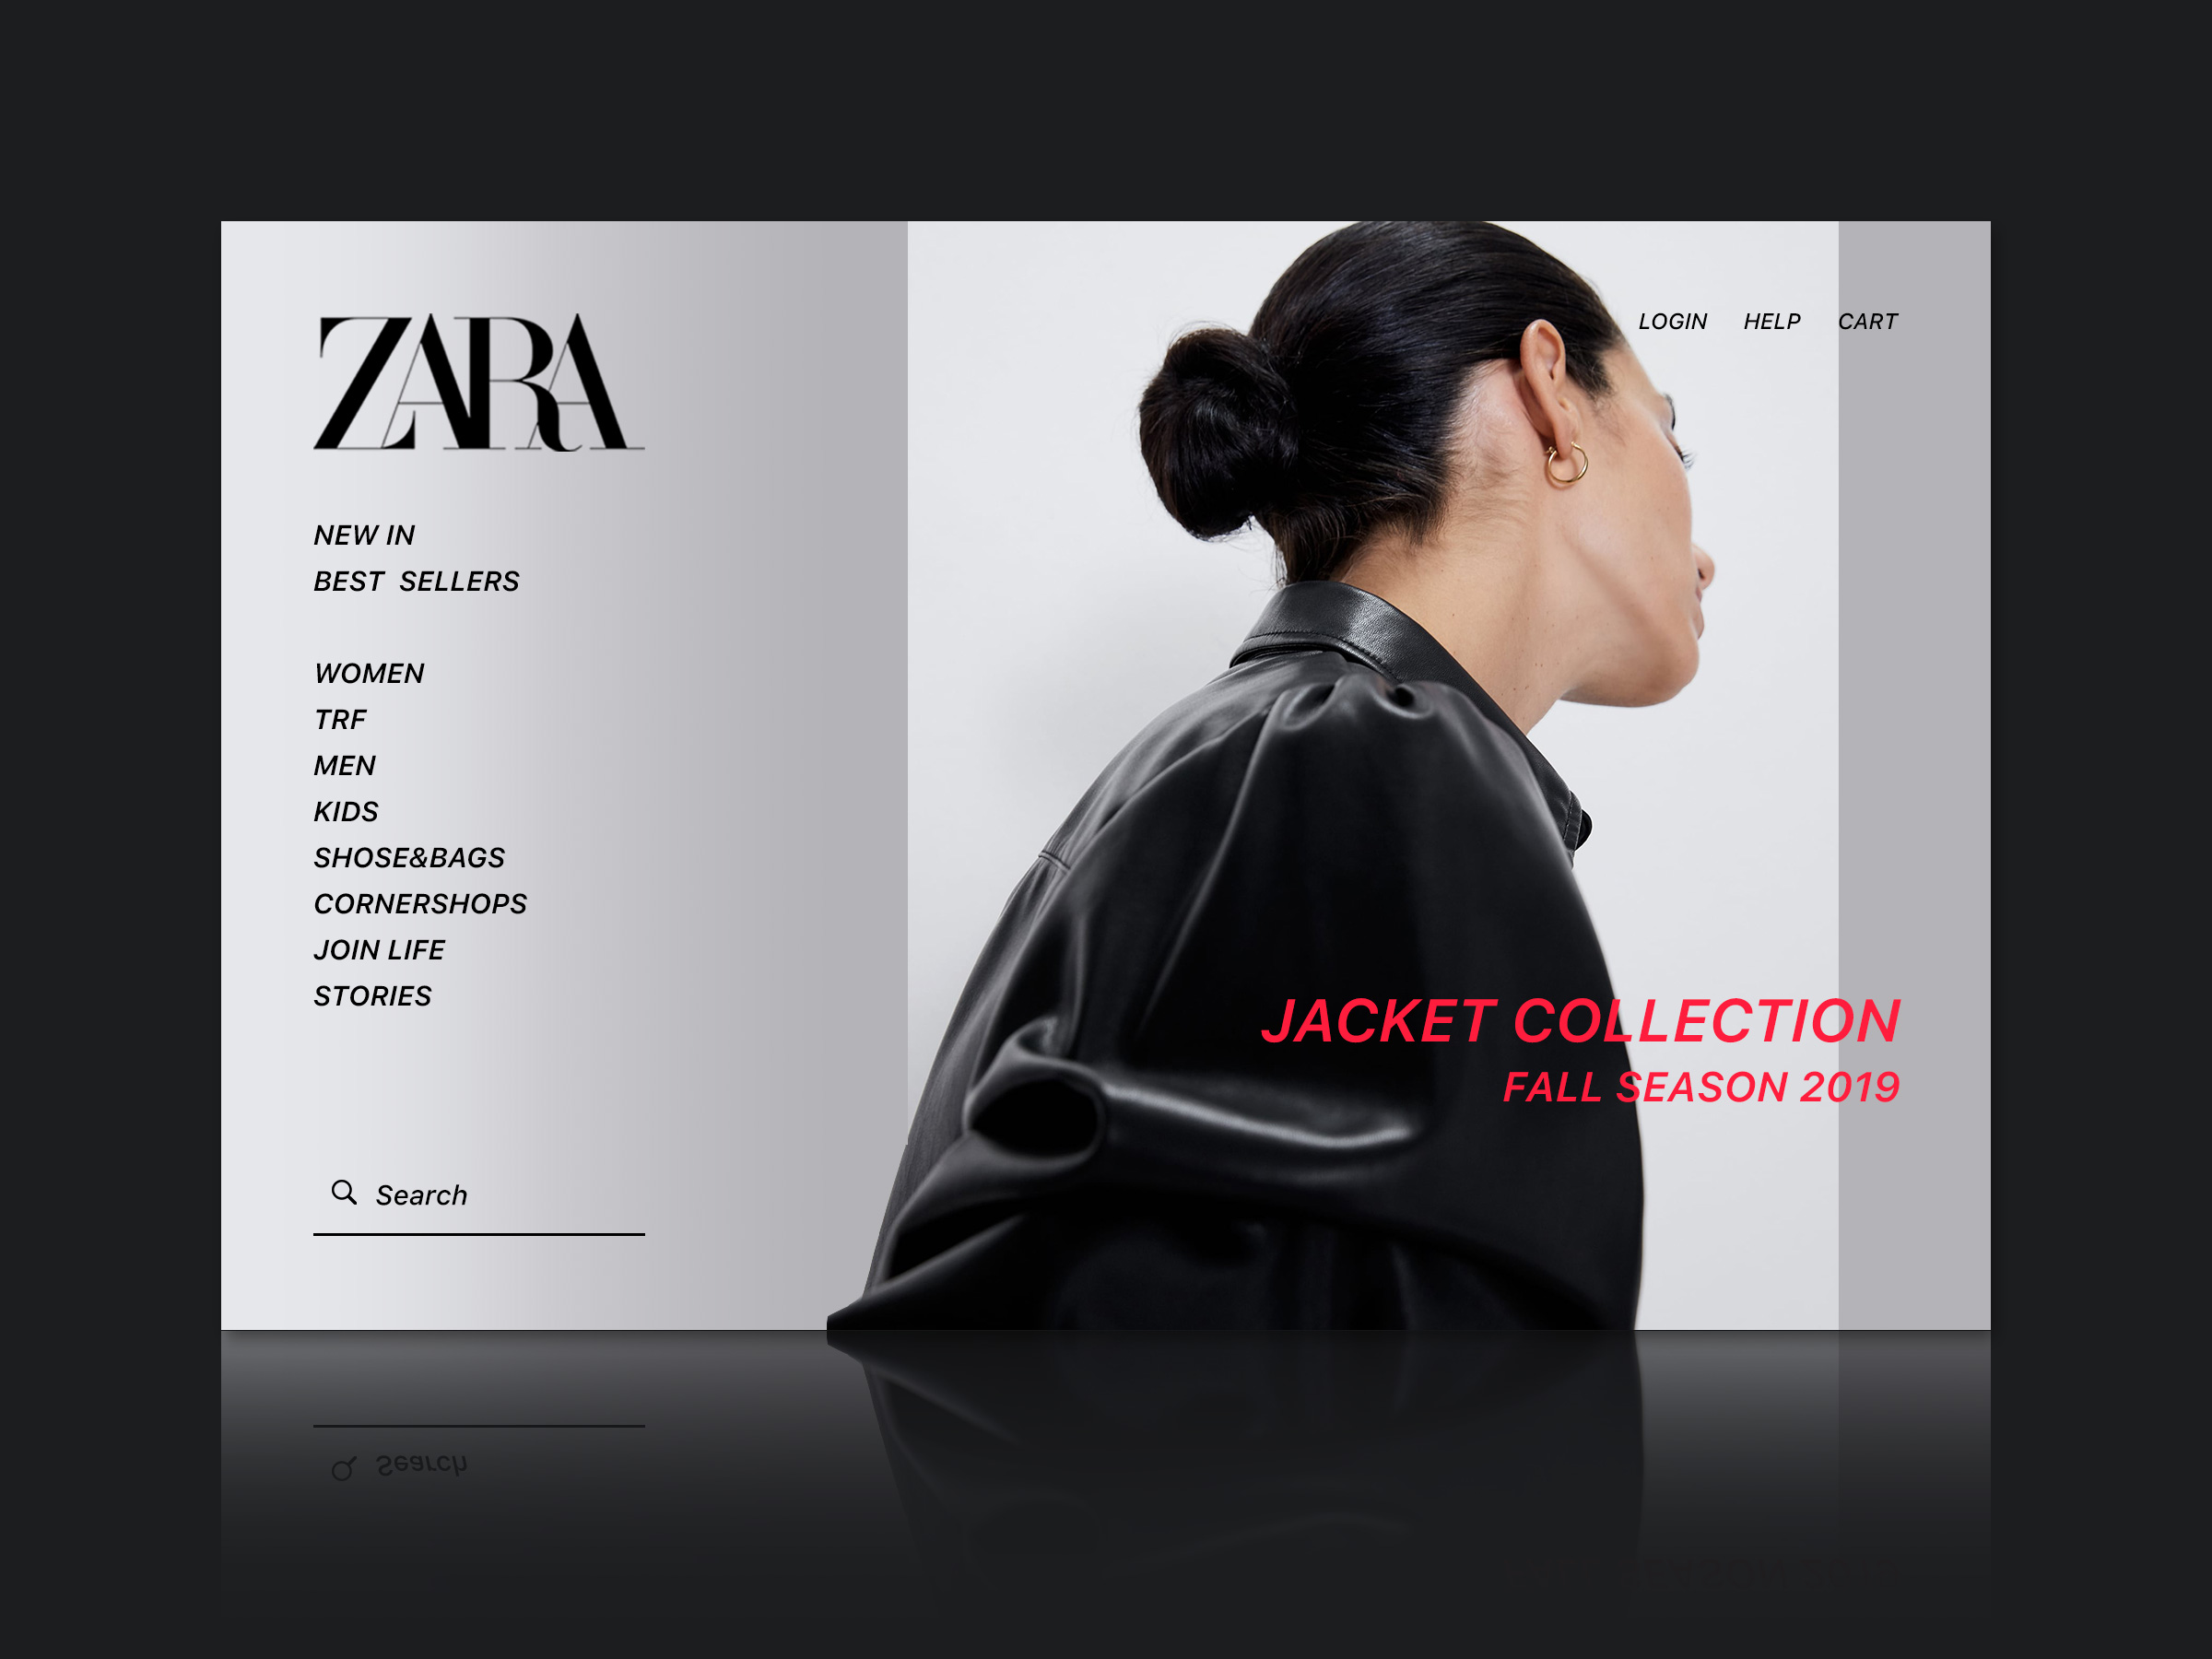 ZARA
LOGIN HELP CART
NEW IN
BEST SELLERS
WOMEN
TRF
MEN
KIDS
SHOSE&BAGS
CORNERSHOPS
JOIN LIFE
STORIES
JACKET COLLECTION
FALL SEASON 2019
Search
Search